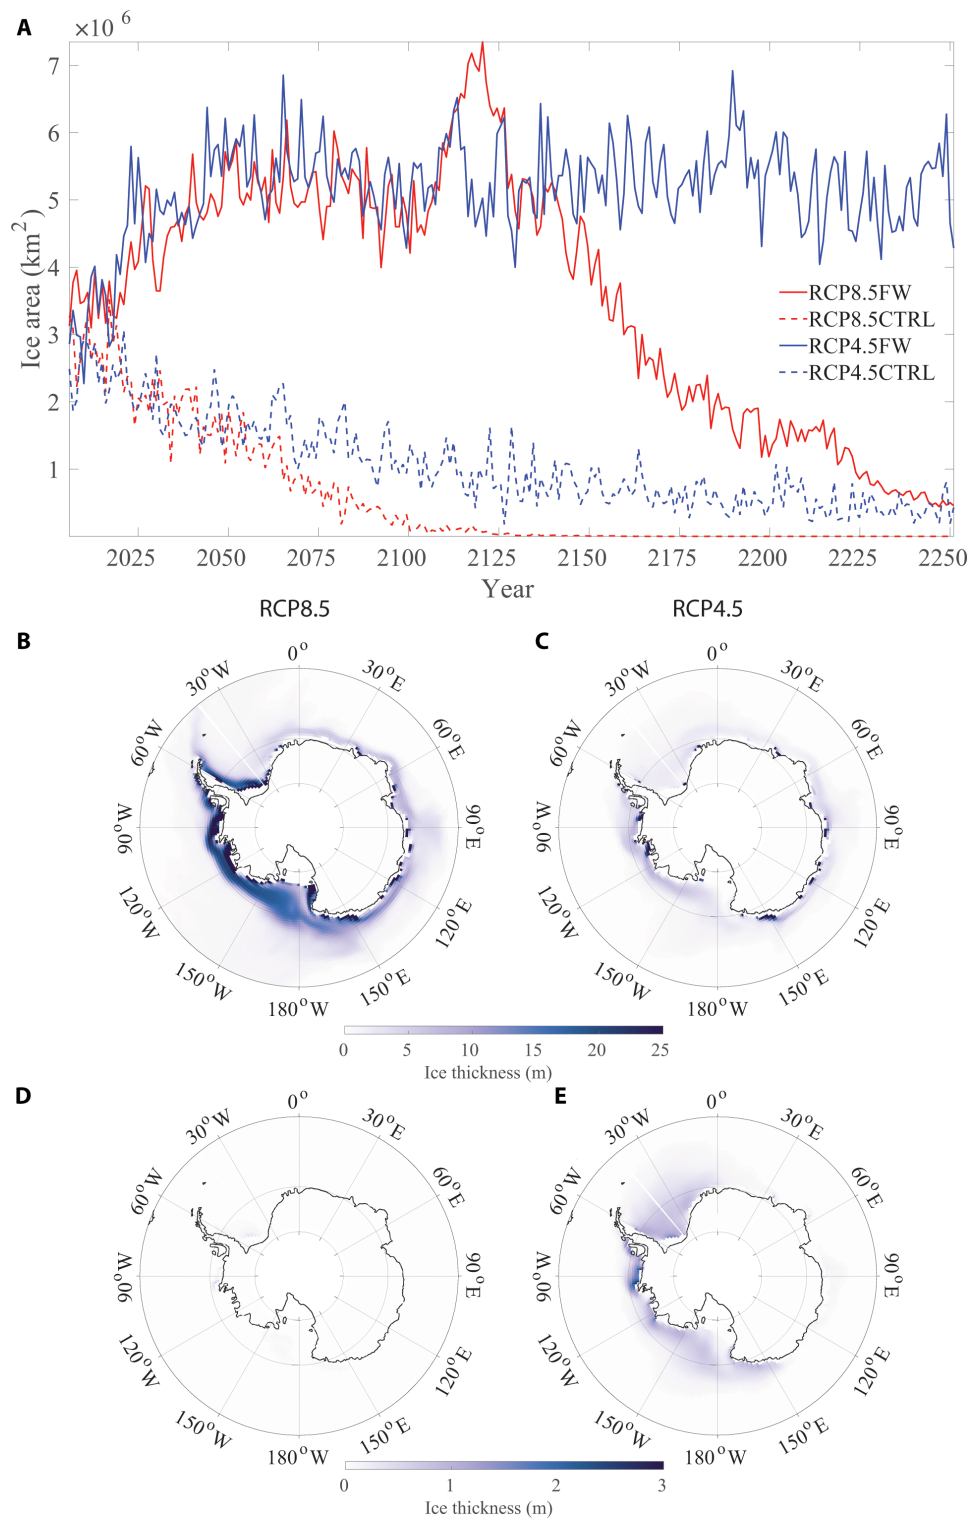 A
×10 6
7
6
5
4
3
2
1
Ice area (km2)
RCP8.5FW
RCP8.5CTRL
RCP4.5FW
RCP4.5CTRL
2025 2050 2075 2100 2125 2150 2175 2200 2225 2250
Year
RCP8.5 RCP4.5
B
0°
30°E
60°E
90°E
120°E
150°E
180°W
150°W
120°W
90°W
60°W
30°W
C
0°
30°E
60°E
90°E
120°E
150°E
180°W
150°W
120°W
90°W
60°W
30°W
0 5 10 15 20 25
Ice thickness (m)
D
0°
30°E
60°E
90°E
120°E
150°E
180°W
150°W
120°W
90°W
60°W
30°W
E
0°
30°E
60°E
90°E
120°E
150°E
180°W
150°W
120°W
90°W
60°W
30°W
0 1 2 3
Ice thickness (m)